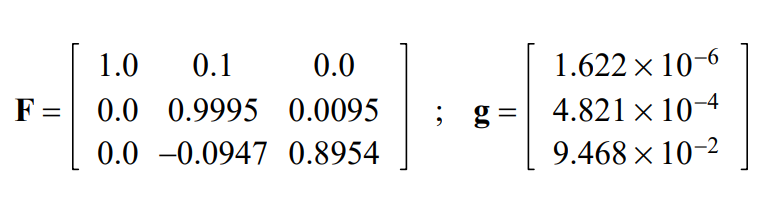 1.0 0.1 0.0 1.622×10⁻⁶
F = 0.0 0.9995 0.0095 ; g = 4.821×10⁻⁴
0.0 –0.0947 0.8954 9.468×10⁻²